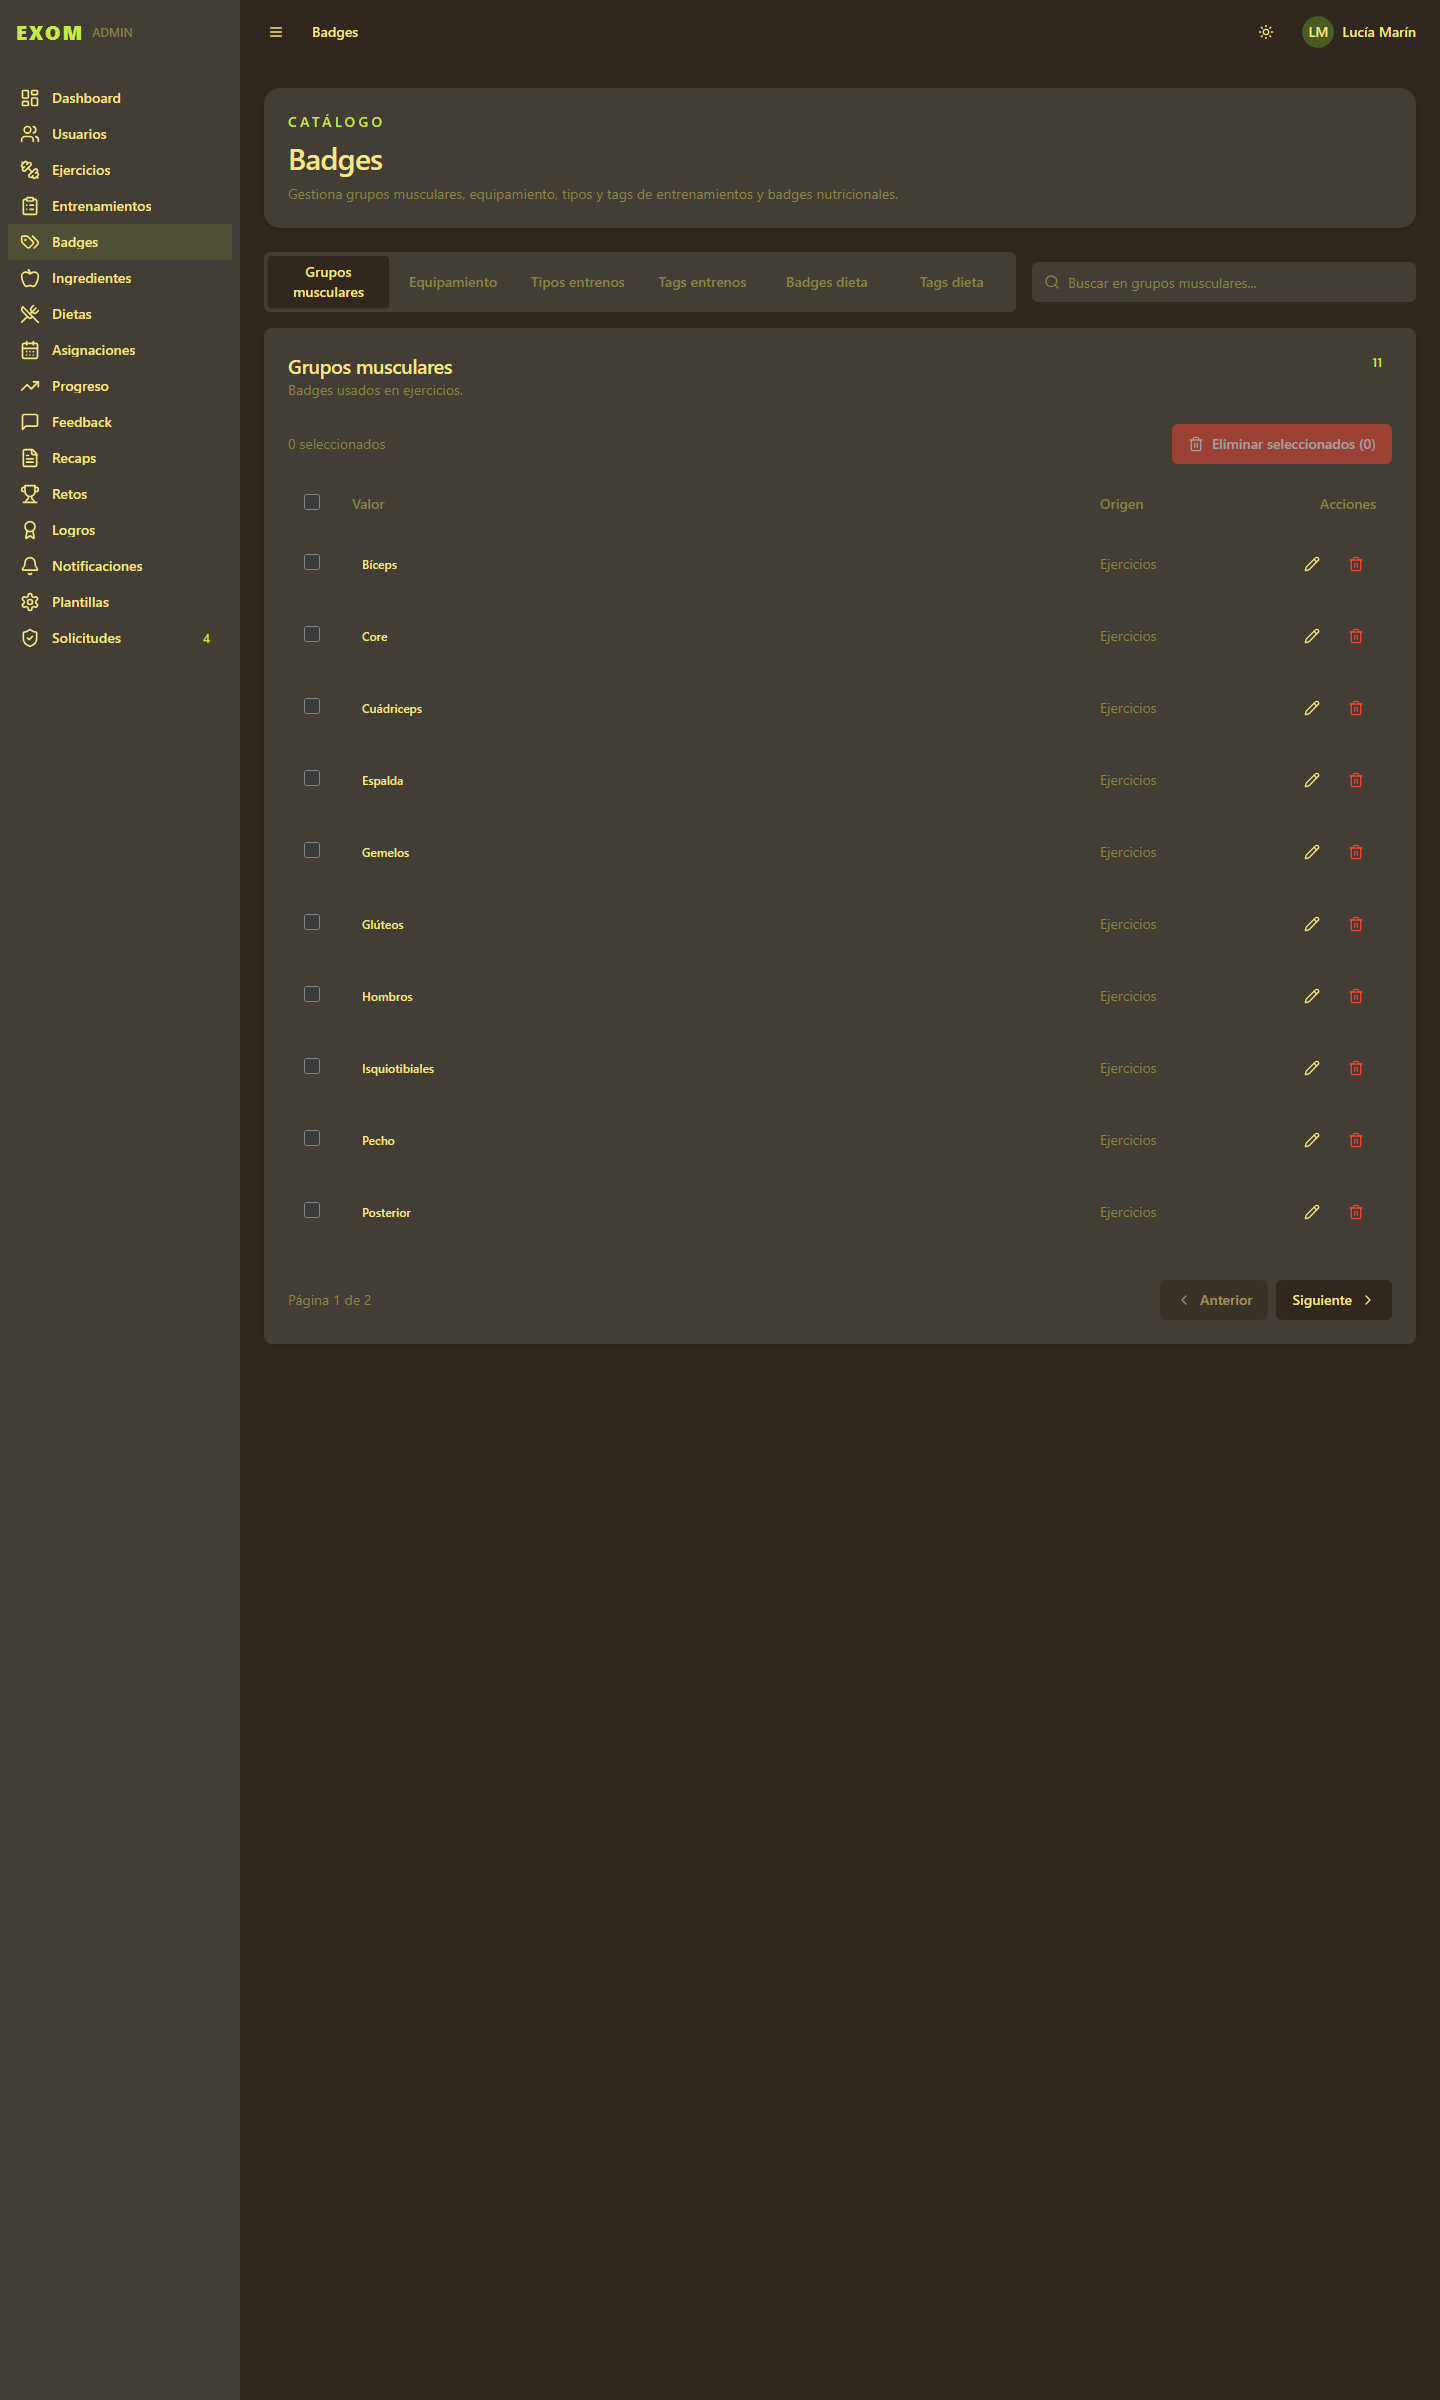 EXOM ADMIN
Badges
LM Lucía Marín
Dashboard
Usuarios
Ejercicios
Entrenamientos
Badges
Ingredientes
Dietas
Asignaciones
Progreso
Feedback
Recaps
Retos
Logros
Notificaciones
Plantillas
Solicitudes 4
CATÁLOGO
Badges
Gestiona grupos musculares, equipamiento, tipos y tags de entrenamientos y badges nutricionales.
Grupos
musculares
Equipamiento
Tipos entrenos
Tags entrenos
Badges dieta
Tags dieta
Buscar en grupos musculares...
Grupos musculares
11
Badges usados en ejercicios.
0 seleccionados
Eliminar seleccionados (0)
Valor Origen Acciones
Bíceps Ejercicios
Core Ejercicios
Cuádriceps Ejercicios
Espalda Ejercicios
Gemelos Ejercicios
Glúteos Ejercicios
Hombros Ejercicios
Isquiotibiales Ejercicios
Pecho Ejercicios
Posterior Ejercicios
Página 1 de 2
Anterior
Siguiente